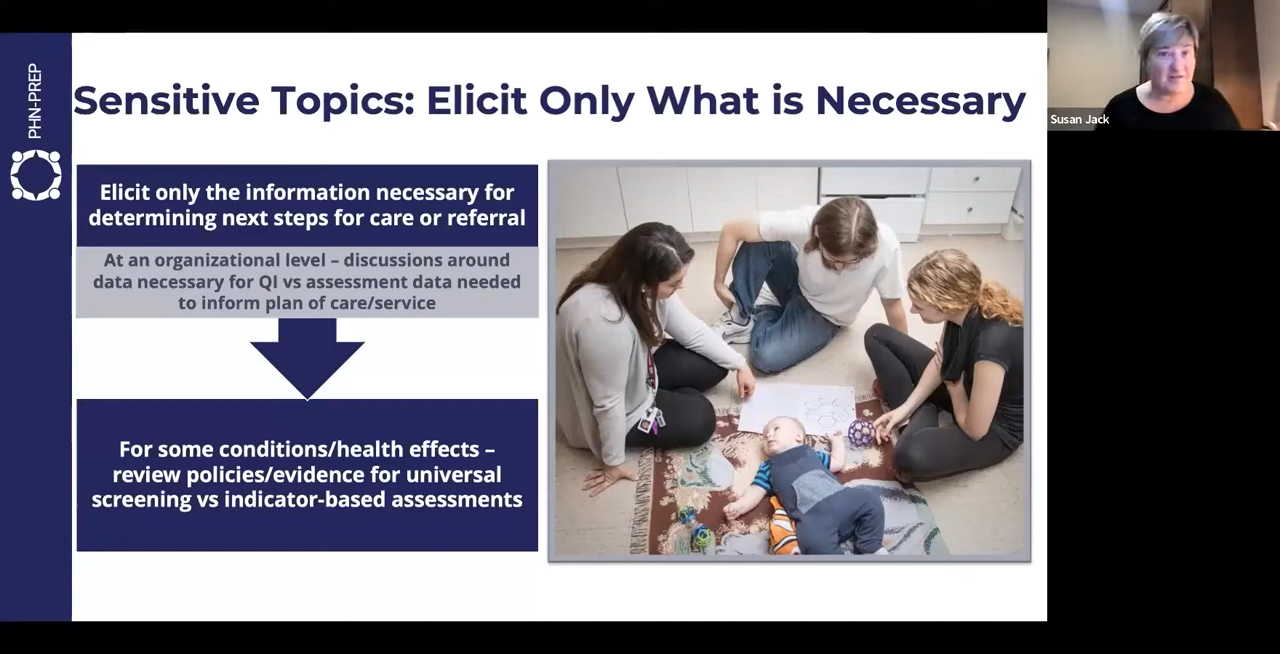 PHN-PREP
Sensitive Topics: Elicit Only What is Necessary
Elicit only the information necessary for
determining next steps for care or referral
At an organizational level – discussions around
data necessary for QI vs assessment data needed
to inform plan of care/service
For some conditions/health effects –
review policies/evidence for universal
screening vs indicator-based assessments
Susan Jack